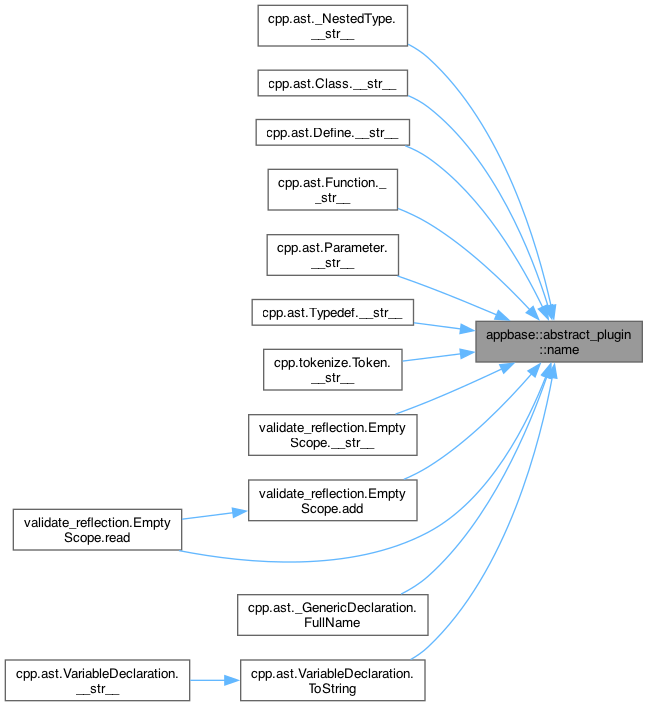 cpp.ast._NestedType.
__str__
cpp.ast.Class.__str__
cpp.ast.Define.__str__
cpp.ast.Function._
_str__
cpp.ast.Parameter.
__str__
cpp.ast.Typedef.__str__
appbase::abstract_plugin
::name
cpp.tokenize.Token.
__str__
validate_reflection.Empty
Scope.__str__
validate_reflection.Empty
Scope.add
validate_reflection.Empty
Scope.read
cpp.ast._GenericDeclaration.
FullName
cpp.ast.VariableDeclaration.
__str__
cpp.ast.VariableDeclaration.
ToString